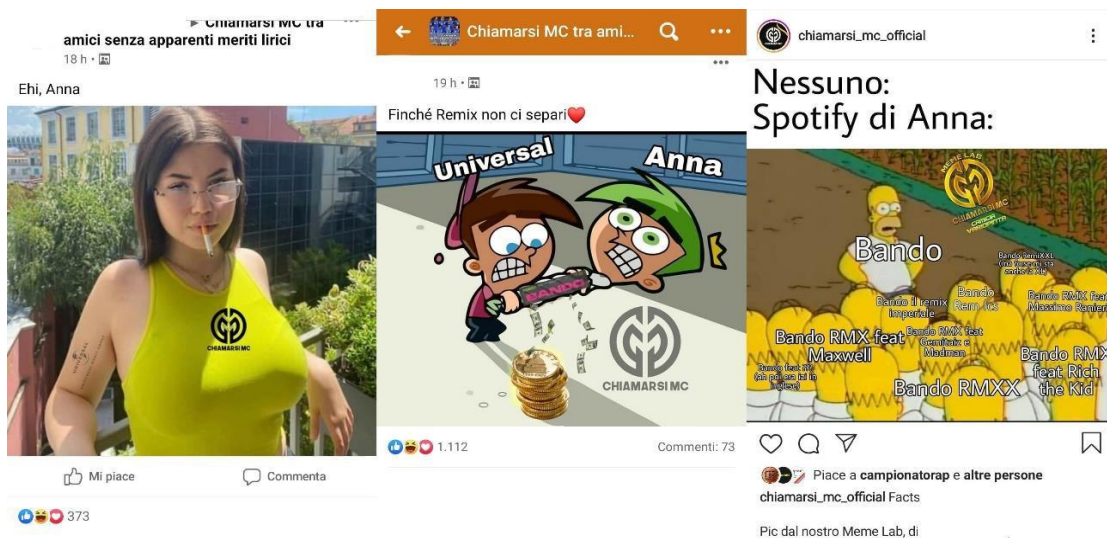 ▶ Chiamarsi MC tra
amici senza apparenti meriti lirici
18 h
Ehi, Anna
CHIAMARSI MC
Mi piace
Commenta
373
Chiamarsi MC tra ami...
19 h
Finché Remix non ci separi❤️
Universal
Anna
BANDO
CHIAMARSI MC
1.112
Commenti: 73
chiamarsi_mc_official
Nessuno:
Spotify di Anna:
MEME LAB
CHIAMARSI MC
Bando
Bando il remix
imperiale
Bando
Bando RMX feat
Massimo Ranieri
Bando RMX feat
Maxwell
Bando RMX feat
Gemitaiz e
Madman
Bando RMX
feat Rich
the Kid
Bando RMXX
Piace a campionatorap e altre persone
chiamarsi_mc_official Facts
Pic dal nostro Meme Lab, di